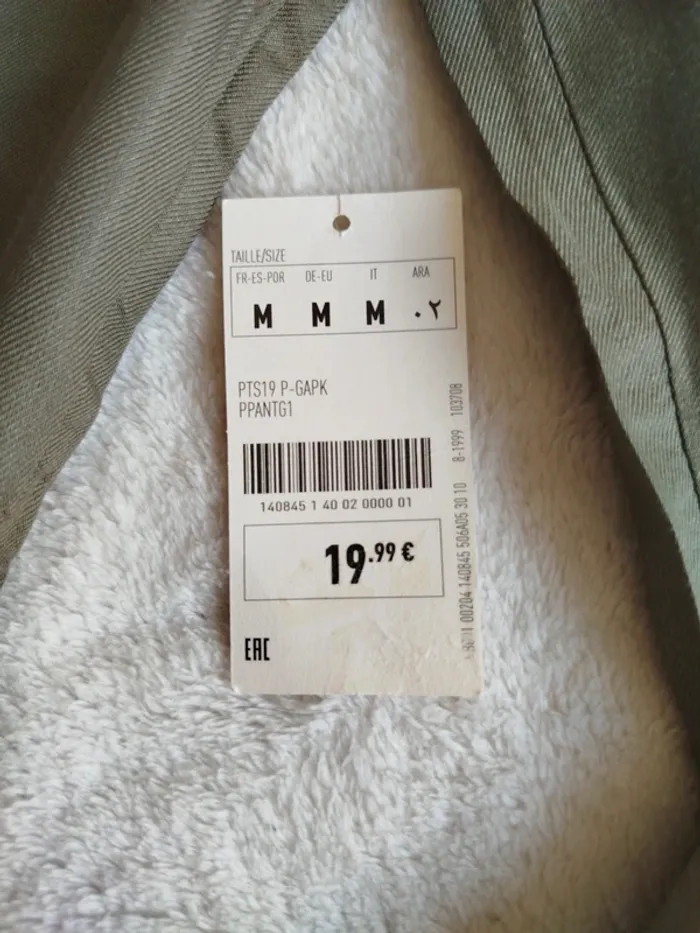 TAILLE/SIZE
FR-ES-POR DE-EU IT ARA
M M M ٠٢
PTS19 P-GAPK
PPANTG1
140845 1 40 02 0000 01
19.99 €
EAC
00204 140845 506A05 30 10 8-1999 103708